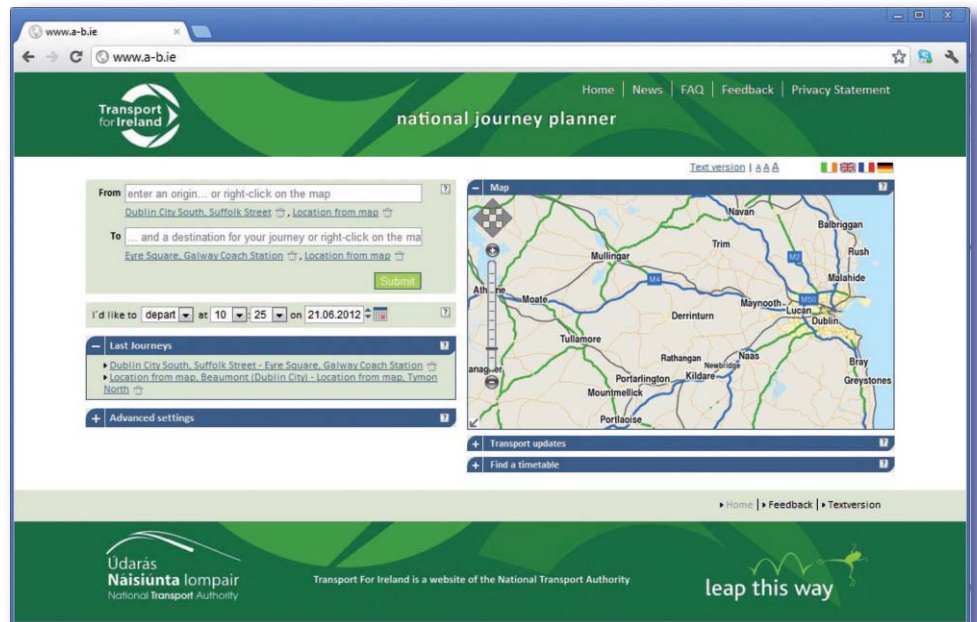 www.a-b.ie
www.a-b.ie
Transport
for Ireland
Home | News | FAQ | Feedback | Privacy Statement
national journey planner
Text version | A A A
From enter an origin... or right-click on the map
Dublin City South, Suffolk Street , Location from map
To ... and a destination for your journey or right-click on the ma
Eyre Square, Galway Coach Station , Location from map
Submit
I'd like to depart at 10 : 25 on 21.06.2012
Last Journeys
Dublin City South, Suffolk Street - Eyre Square, Galway Coach Station
Location from map, Beaumont (Dublin City) - Location from map, Tymon
North
Advanced settings
Map
Navan
Balbriggan
Trim
Rush
Mullingar
M2
Malahide
M4
Athlone
Moate
Maynooth
M50
Lucan
Dublin
Derrinturn
Tullamore
Rathangan
Naas
Newbridge
Bray
anagher
Portarlington
Kildare
Greystones
Mountmellick
Portlaoise
Transport updates
Find a timetable
Home | Feedback | Textversion
Údarás
Náisiúnta Iompair
National Transport Authority
Transport For Ireland is a website of the National Transport Authority
leap this way